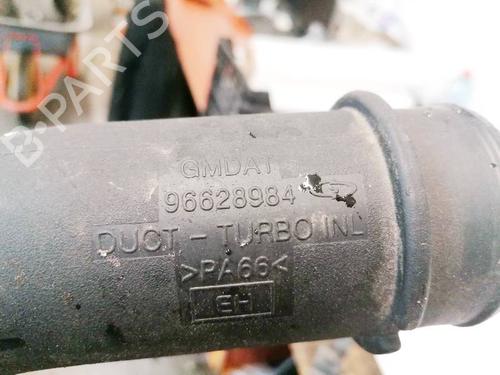 GMDAT
96628984
DUCT - TURBO INL
>PA66<
EH
B-PARTS